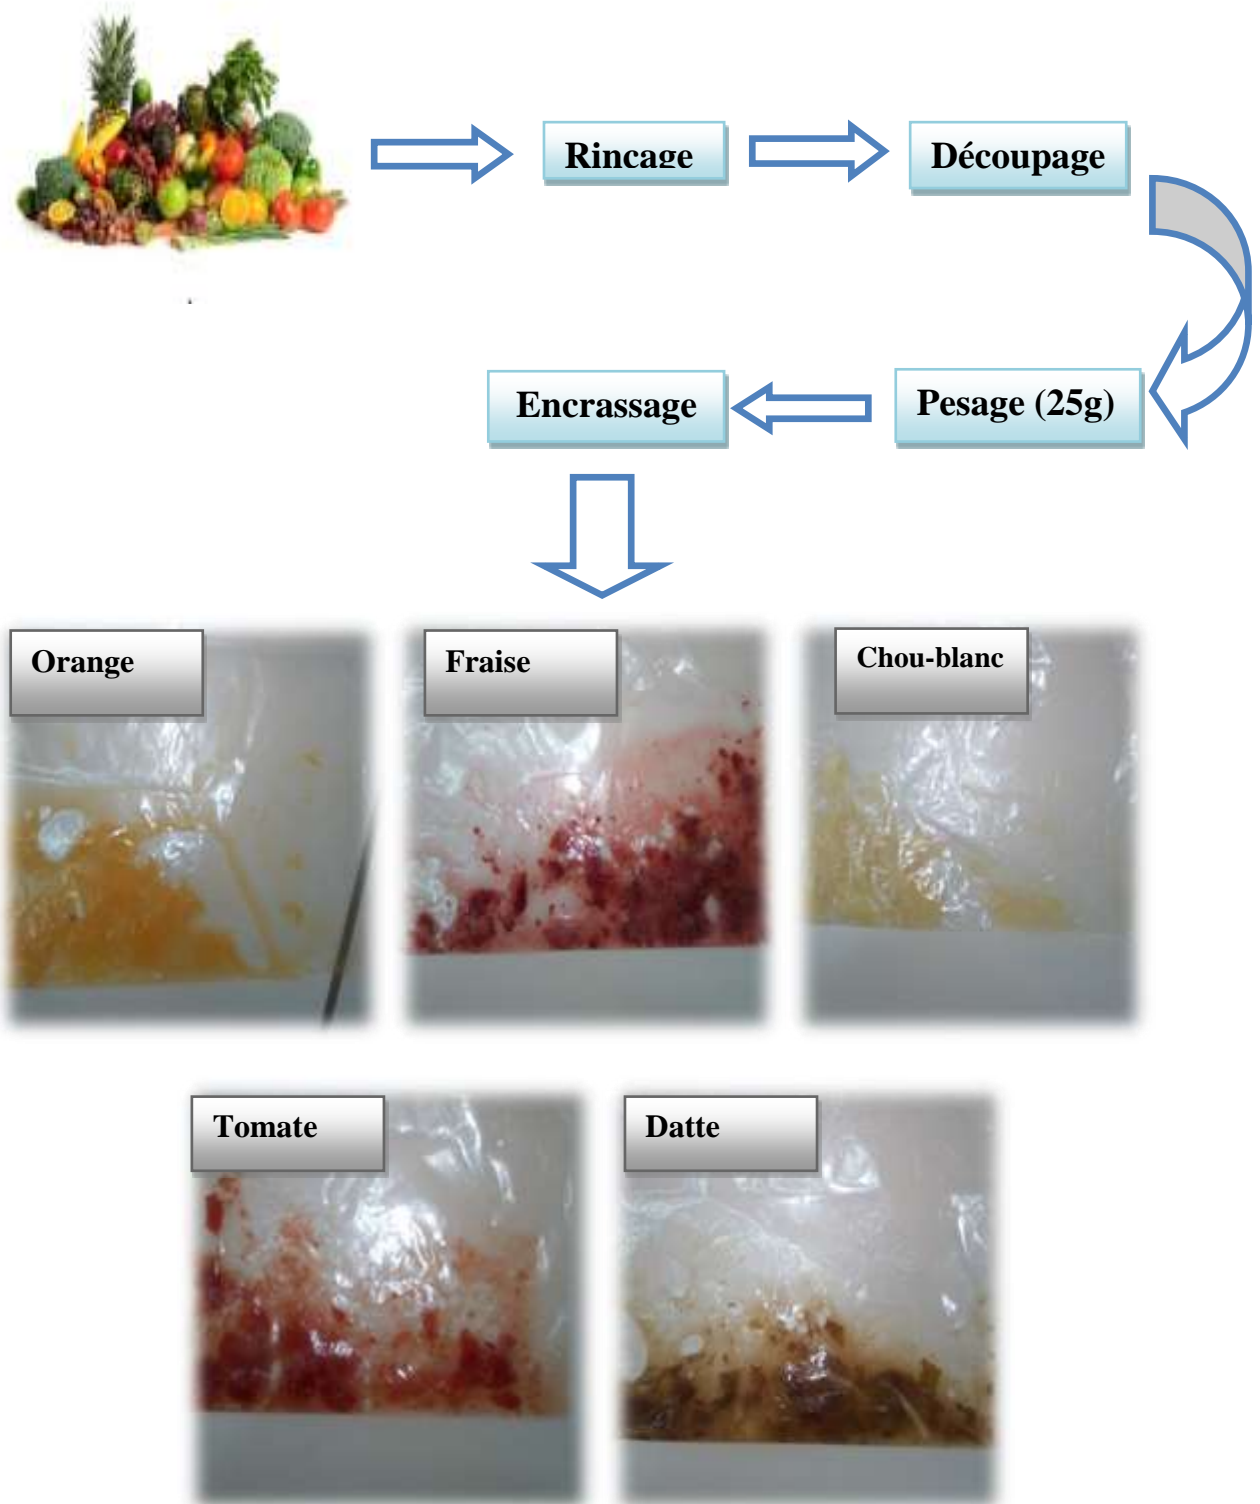 Rincage
Découpage
Pesage (25g)
Encrassage
Orange
Fraise
Chou-blanc
Tomate
Datte